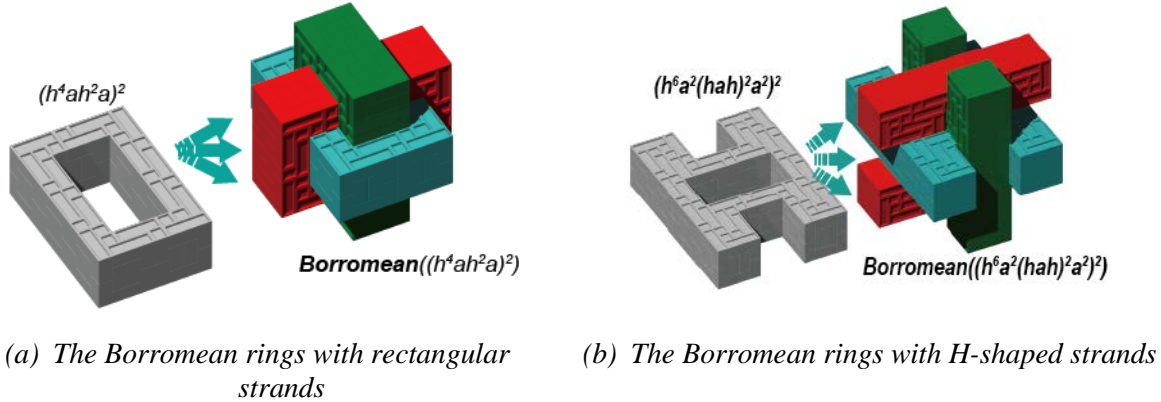 (h⁴ah²a)²
Borromean((h⁴ah²a)²)
(h⁶a²(hah)²a²)²
Borromean((h⁶a²(hah)²a²)²)
(a) The Borromean rings with rectangular
strands
(b) The Borromean rings with H-shaped strands